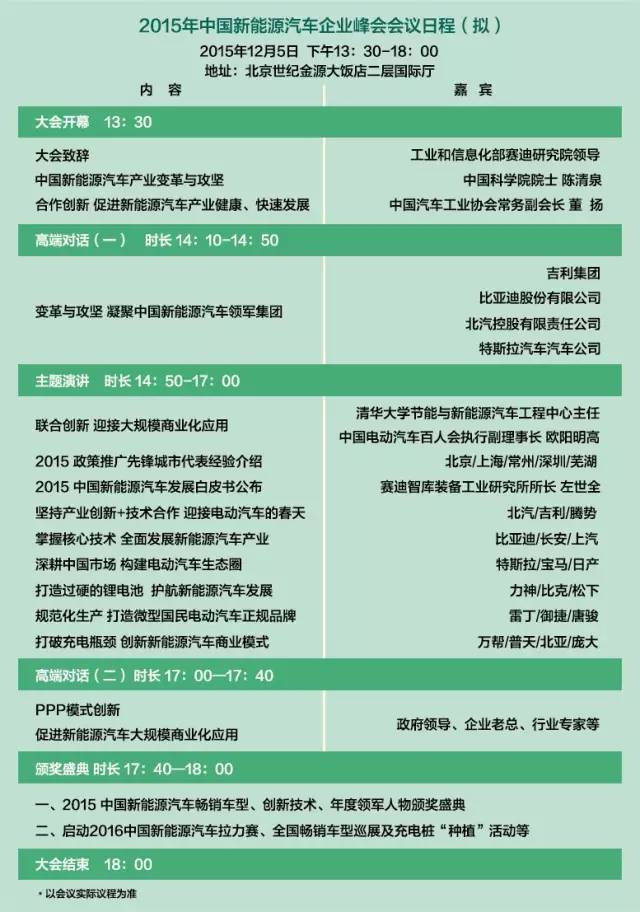 2015年中国新能源汽车企业峰会会议日程（拟）
2015年12月5日 下午13：30-18：00
地址：北京世纪金源大饭店二层国际厅
内 容 嘉 宾
大会开幕 13：30
大会致辞 工业和信息化部赛迪研究院领导
中国新能源汽车产业变革与攻坚 中国科学院院士 陈清泉
合作创新 促进新能源汽车产业健康、快速发展 中国汽车工业协会常务副会长 董 扬
高端对话（一） 时长 14：10-14：50
吉利集团
比亚迪股份有限公司
变革与攻坚 凝聚中国新能源汽车领军集团
北汽控股有限责任公司
特斯拉汽车汽车公司
主题演讲 时长 14：50-17：00
清华大学节能与新能源汽车工程中心主任
联合创新 迎接大规模商业化应用
中国电动汽车百人会执行副理事长 欧阳明高
2015 政策推广先锋城市代表经验介绍 北京/上海/常州/深圳/芜湖
2015 中国新能源汽车发展白皮书公布 赛迪智库装备工业研究所所长 左世全
坚持产业创新+技术合作 迎接电动汽车的春天 北汽/吉利/腾势
掌握核心技术 全面发展新能源汽车产业 比亚迪/长安/上汽
深耕中国市场 构建电动汽车生态圈 特斯拉/宝马/日产
打造过硬的锂电池 护航新能源汽车发展 力神/比克/松下
规范化生产 打造微型国民电动汽车正规品牌 雷丁/御捷/唐骏
打破充电瓶颈 创新新能源汽车商业模式 万帮/普天/北亚/庞大
高端对话（二）时长 17：00—17：40
PPP模式创新
促进新能源汽车大规模商业化应用
政府领导、企业老总、行业专家等
颁奖盛典 时长 17：40—18：00
一、2015 中国新能源汽车畅销车型、创新技术、年度领军人物颁奖盛典
二、启动2016中国新能源汽车拉力赛、全国畅销车型巡展及充电桩“种植”活动等
大会结束 18：00
·以会议实际议程为准